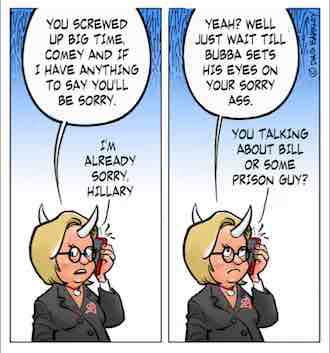 YOU SCREWED
UP BIG TIME,
COMEY AND IF
I HAVE ANYTHING
TO SAY YOU'LL
BE SORRY.
I'M
ALREADY
SORRY,
HILLARY
YEAH? WELL
JUST WAIT TILL
BUBBA SETS
HIS EYES ON
YOUR SORRY
ASS.
YOU TALKING
ABOUT BILL
OR SOME
PRISON GUY?